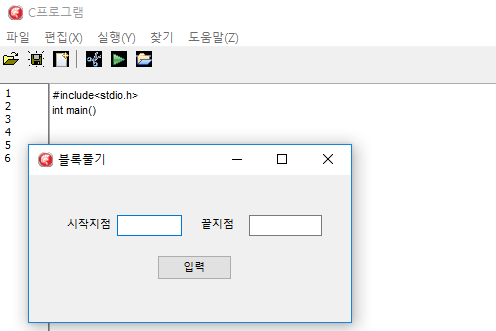 C프로그램
파일 편집(X) 실행(Y) 찾기 도움말(Z)
1 #include<stdio.h>
2 int main()
3
4
5
6
블록풀기
시작지점 끝지점
입력